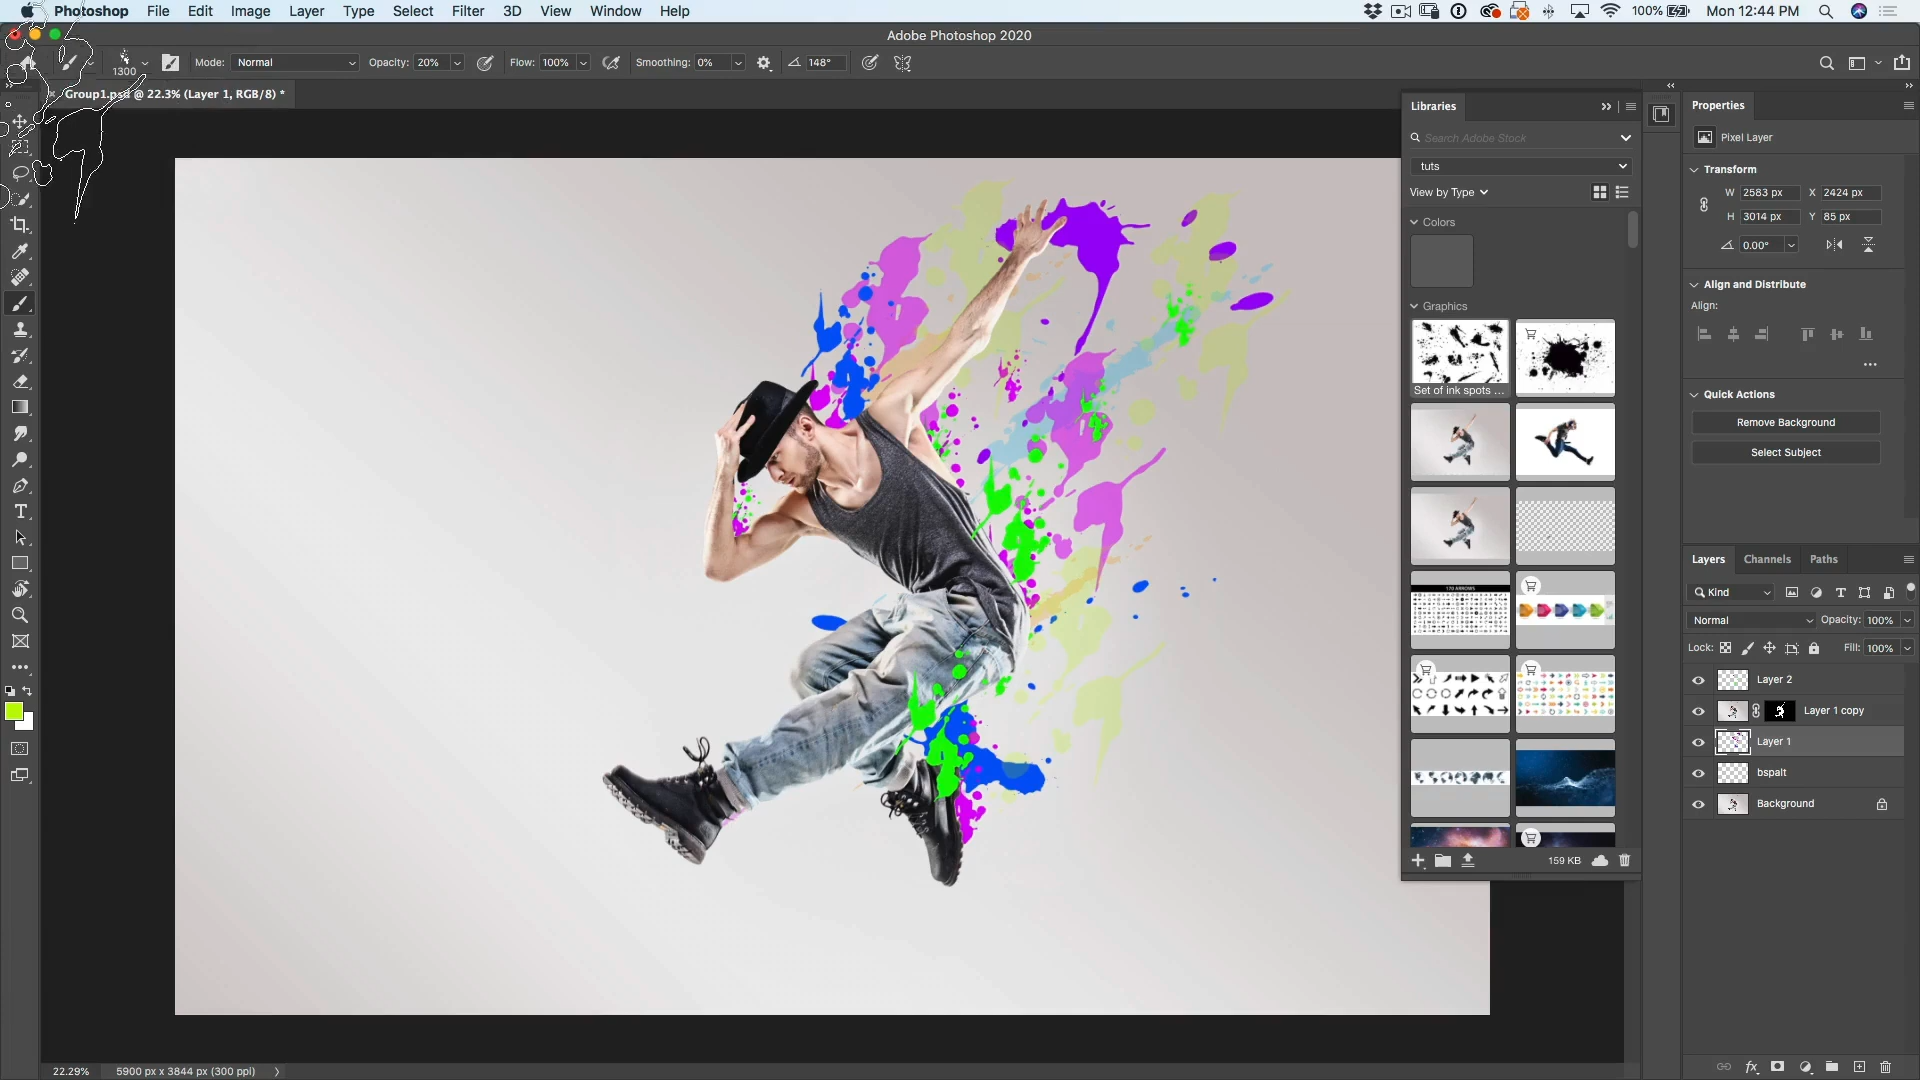 Photoshop File Edit Image Layer Type Select Filter 3D View Window Help 100% Mon 12:44 PM
Adobe Photoshop 2020
1300 Mode: Normal Opacity: 20% Flow: 100% Smoothing: 0% 148°
Group1.psd @ 22.3% (Layer 1, RGB/8) *
Libraries
Search Adobe Stock
tuts
View by Type
Colors
Graphics
Set of ink spots ...
170 ARROWS
159 KB
Properties
Pixel Layer
Transform
W 2583 px X 2424 px
H 3014 px Y 85 px
0.00°
Align and Distribute
Align:
Quick Actions
Remove Background
Select Subject
Layers Channels Paths
Kind
Normal Opacity: 100%
Lock: Fill: 100%
Layer 2
Layer 1 copy
Layer 1
bspalt
Background
fx
22.29% 5900 px x 3844 px (300 ppi)